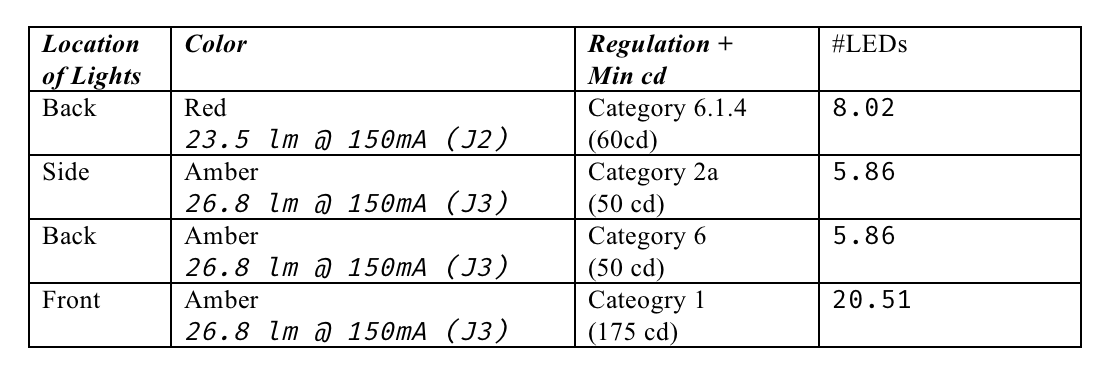 Location of Lights	Color	Regulation + Min cd	#LEDs
Back	Red	Category 6.1.4	8.02
23.5 lm @ 150mA (J2)	(60cd)
Side	Amber	Category 2a	5.86
26.8 lm @ 150mA (J3)	(50 cd)
Back	Amber	Category 6	5.86
26.8 lm @ 150mA (J3)	(50 cd)
Front	Amber	Cateogry 1	20.51
26.8 lm @ 150mA (J3)	(175 cd)